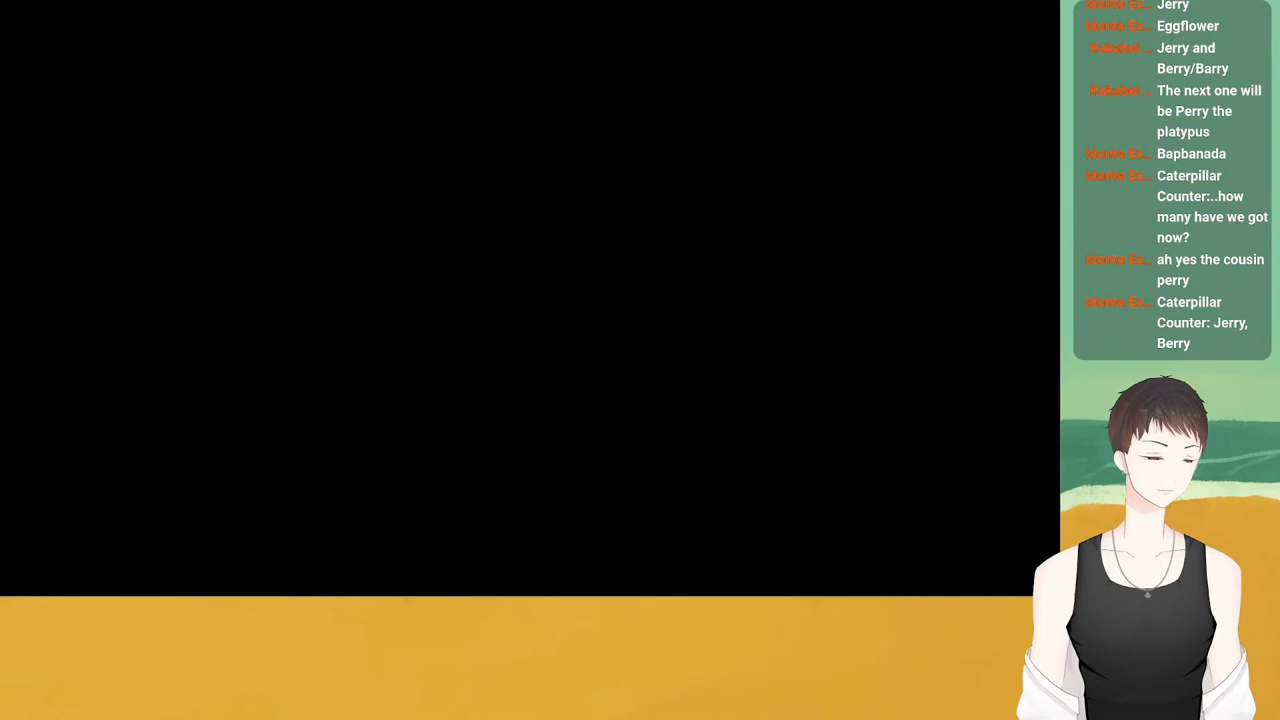 Jerry
Eggflower
Jerry and
Berry/Barry
The next one will
be Perry the
platypus
Bapbanada
Caterpillar
Counter:..how
many have we got
now?
ah yes the cousin
perry
Caterpillar
Counter: Jerry,
Berry